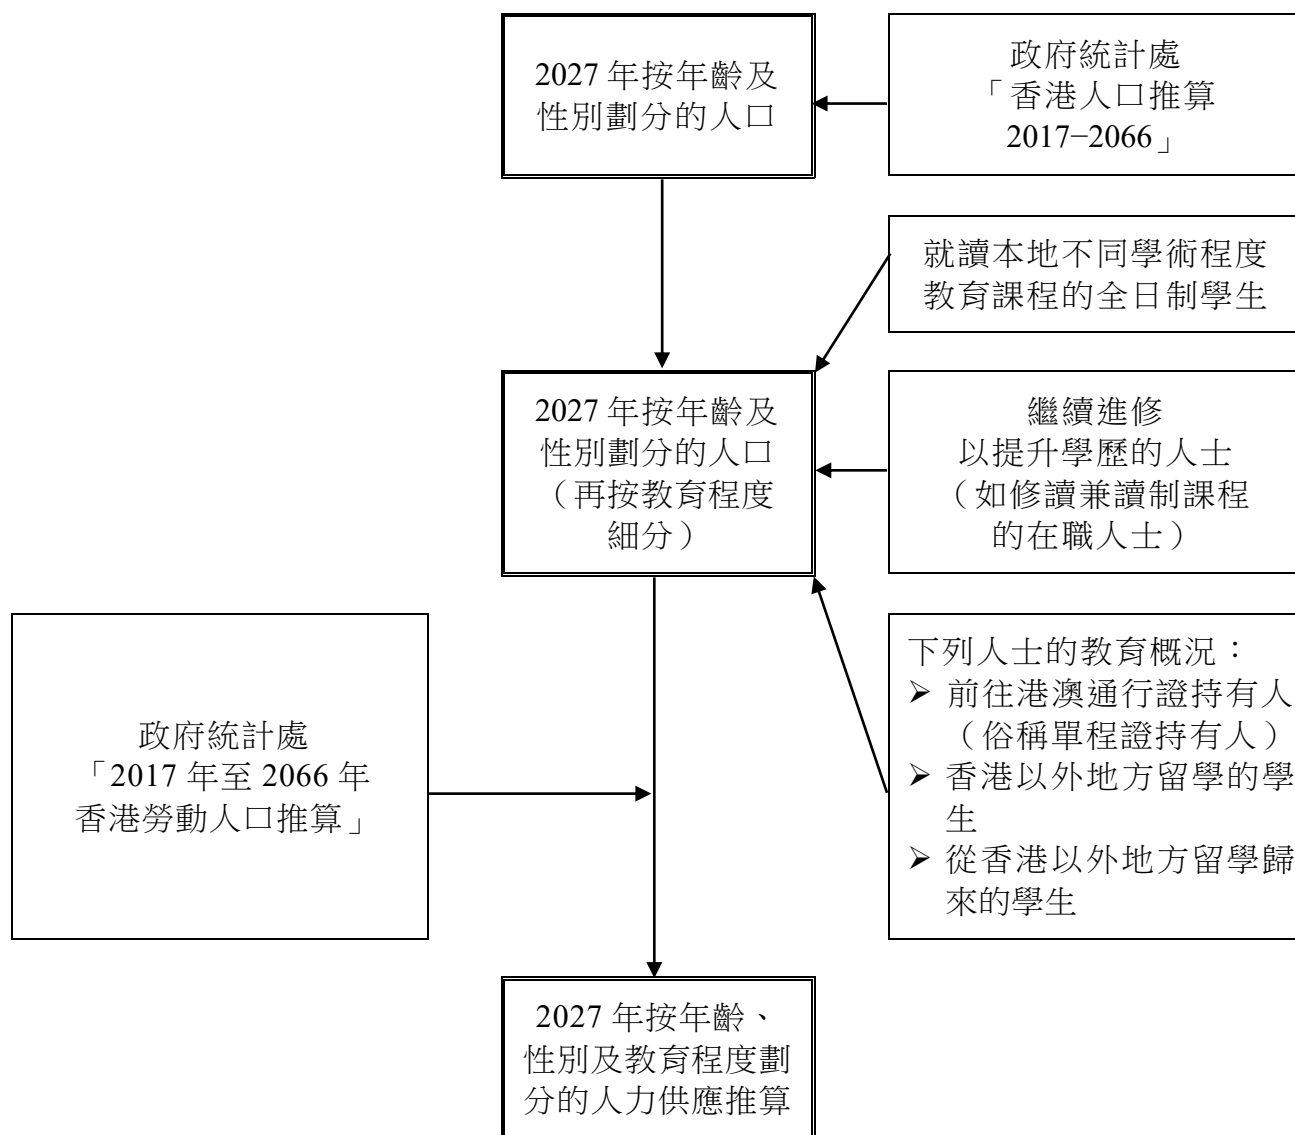 2027 年按年齡及
性別劃分的人口
政府統計處
「香港人口推算
2017−2066」
就讀本地不同學術程度
教育課程的全日制學生
2027 年按年齡及
性別劃分的人口
（再按教育程度
細分）
繼續進修
以提升學歷的人士
（如修讀兼讀制課程
的在職人士）
政府統計處
「2017 年至 2066 年
香港勞動人口推算」
下列人士的教育概況：
➢ 前往港澳通行證持有人
（俗稱單程證持有人）
➢ 香港以外地方留學的學
生
➢ 從香港以外地方留學歸
來的學生
2027 年按年齡、
性別及教育程度劃
分的人力供應推算